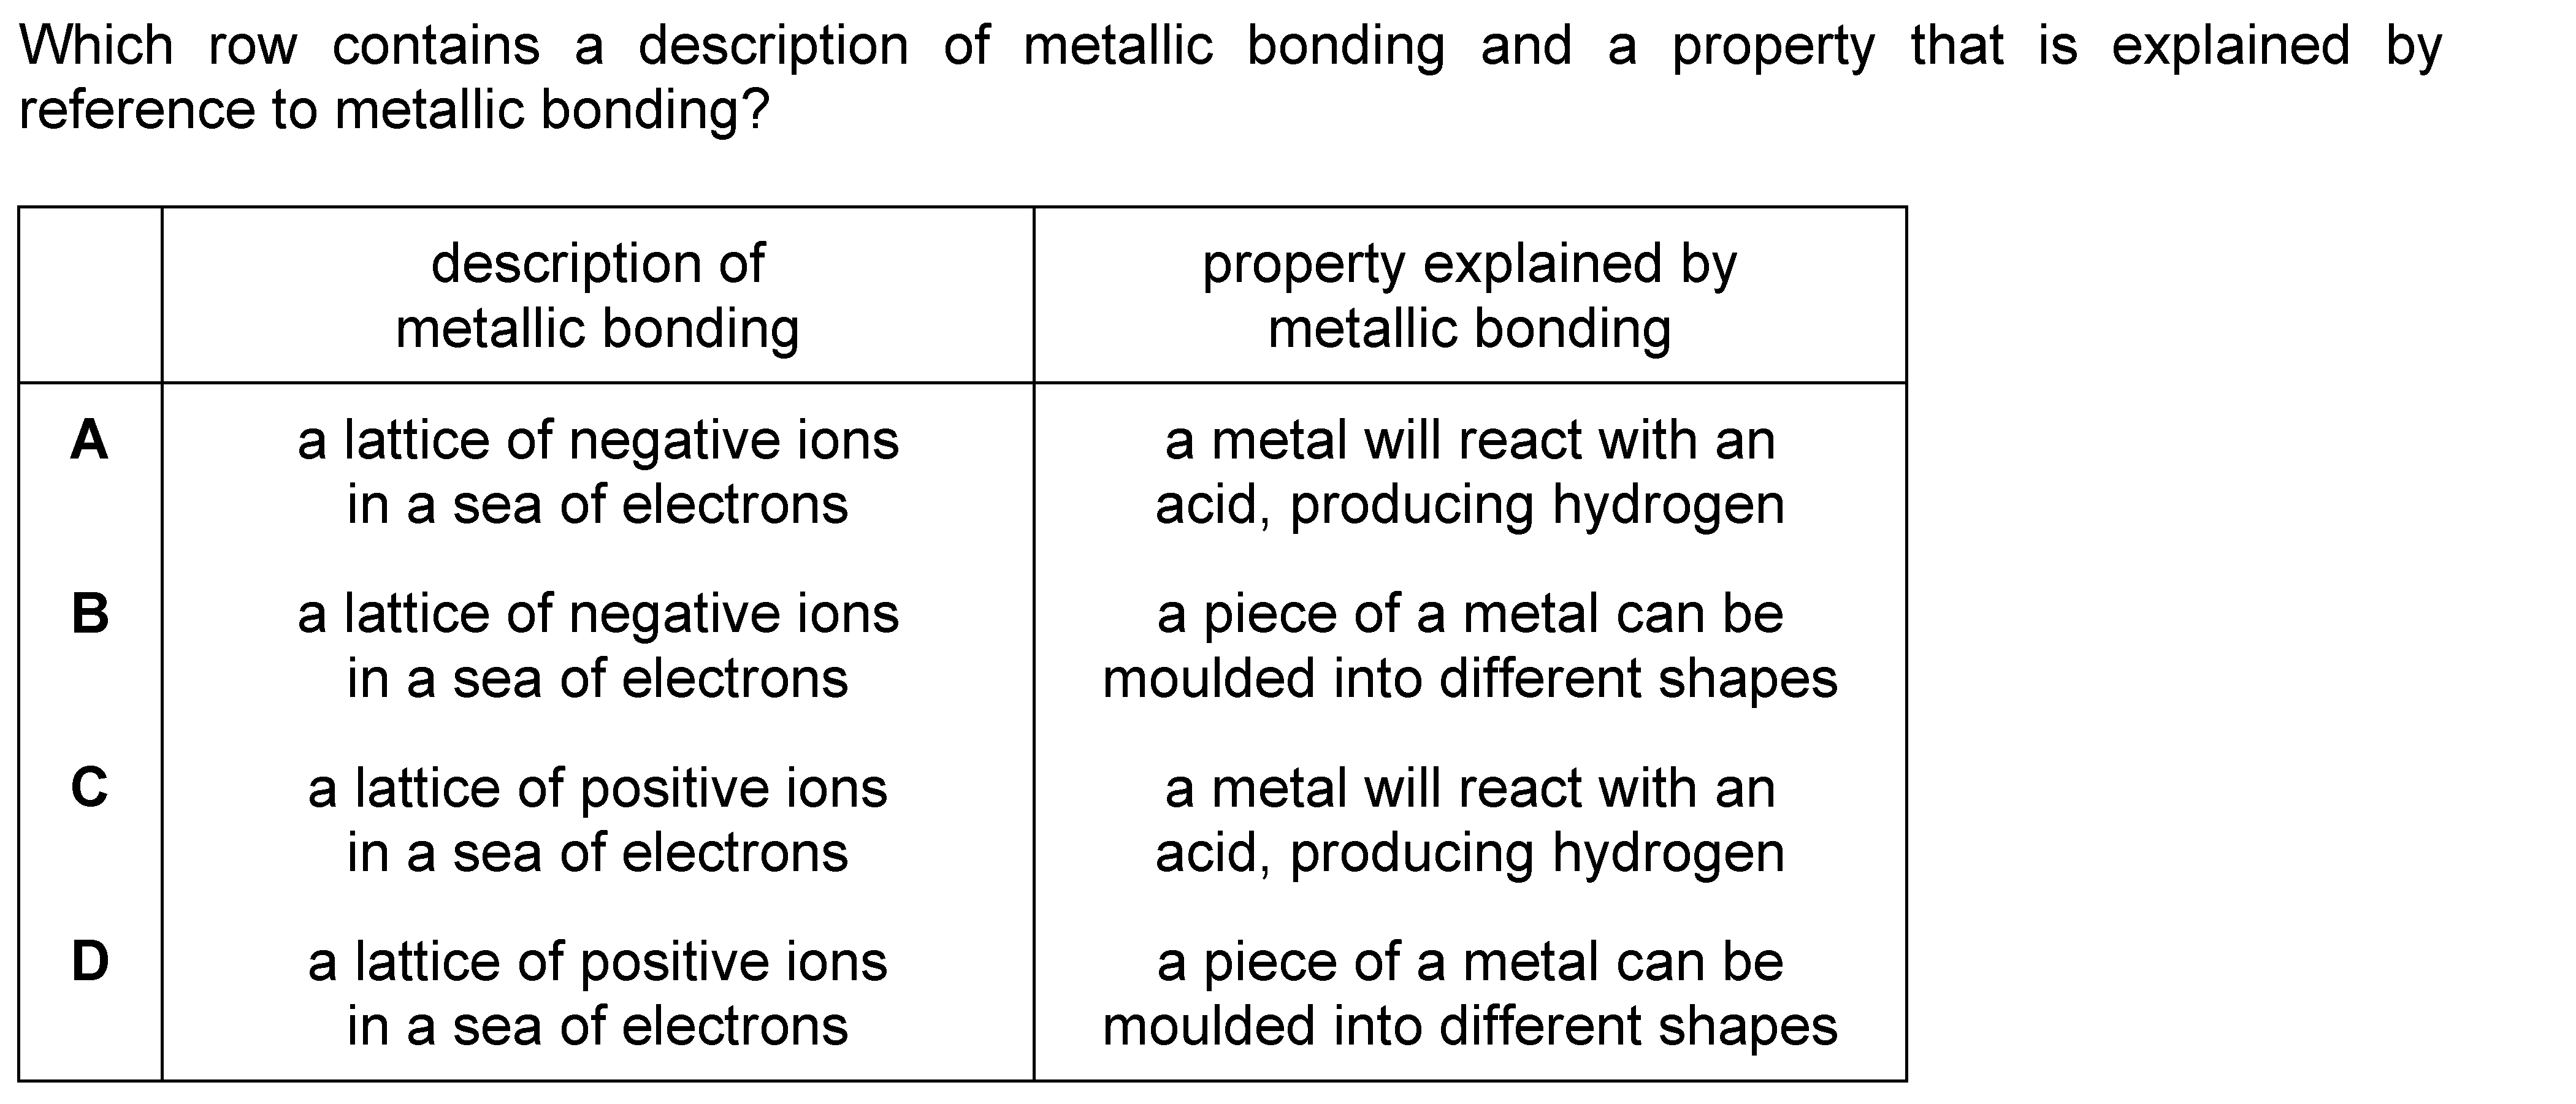 Which row contains a description of metallic bonding and a property that is explained by
reference to metallic bonding?
description of
metallic bonding
property explained by
metallic bonding
A
a lattice of negative ions
in a sea of electrons
a metal will react with an
acid, producing hydrogen
B
a lattice of negative ions
in a sea of electrons
a piece of a metal can be
moulded into different shapes
C
a lattice of positive ions
in a sea of electrons
a metal will react with an
acid, producing hydrogen
D
a lattice of positive ions
in a sea of electrons
a piece of a metal can be
moulded into different shapes